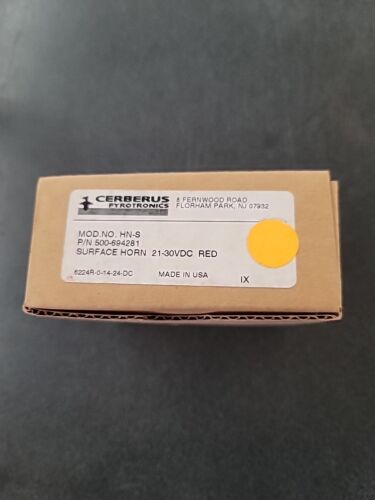 CERBERUS
PYROTRONICS
8 FERNWOOD ROAD
FLORHAM PARK, NJ 07932
MOD.NO. HN-S
P/N 500-694281
SURFACE HORN 21-30VDC RED
6224R-0-14-24-DC MADE IN USA
IX